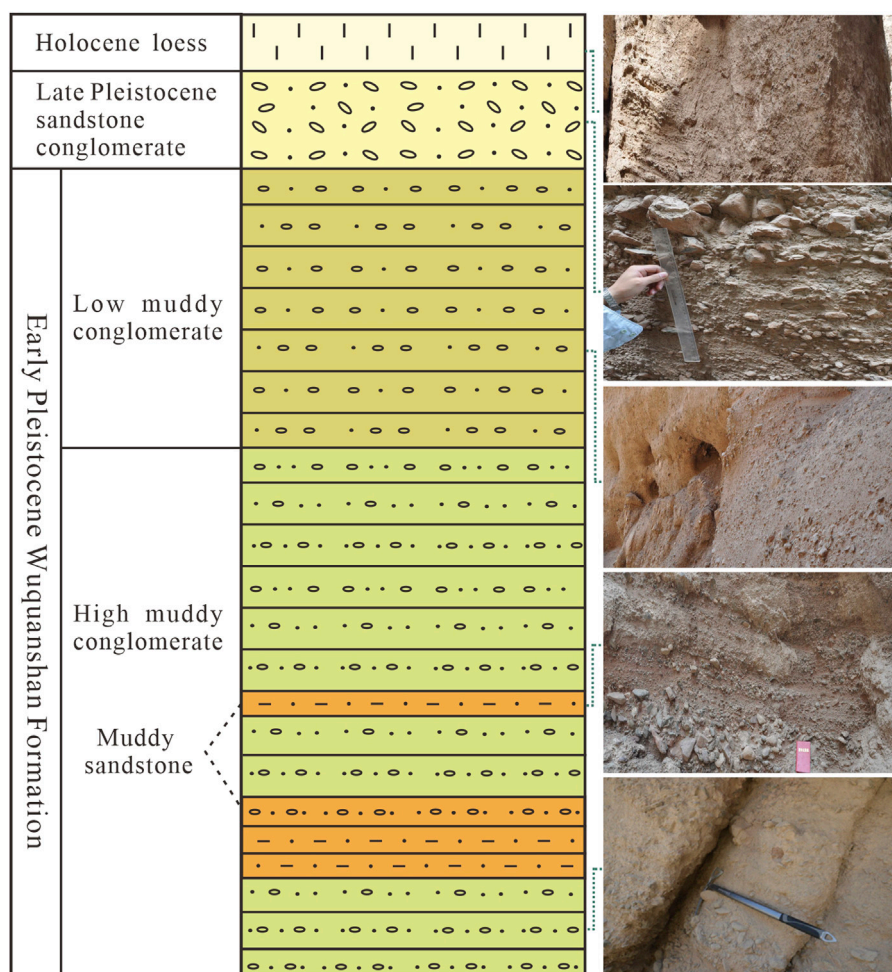 Holocene loess
Late Pleistocene
sandstone
conglomerate
Early Pleistocene Wuquanshan Formation
Low muddy
conglomerate
High muddy
conglomerate
Muddy
sandstone